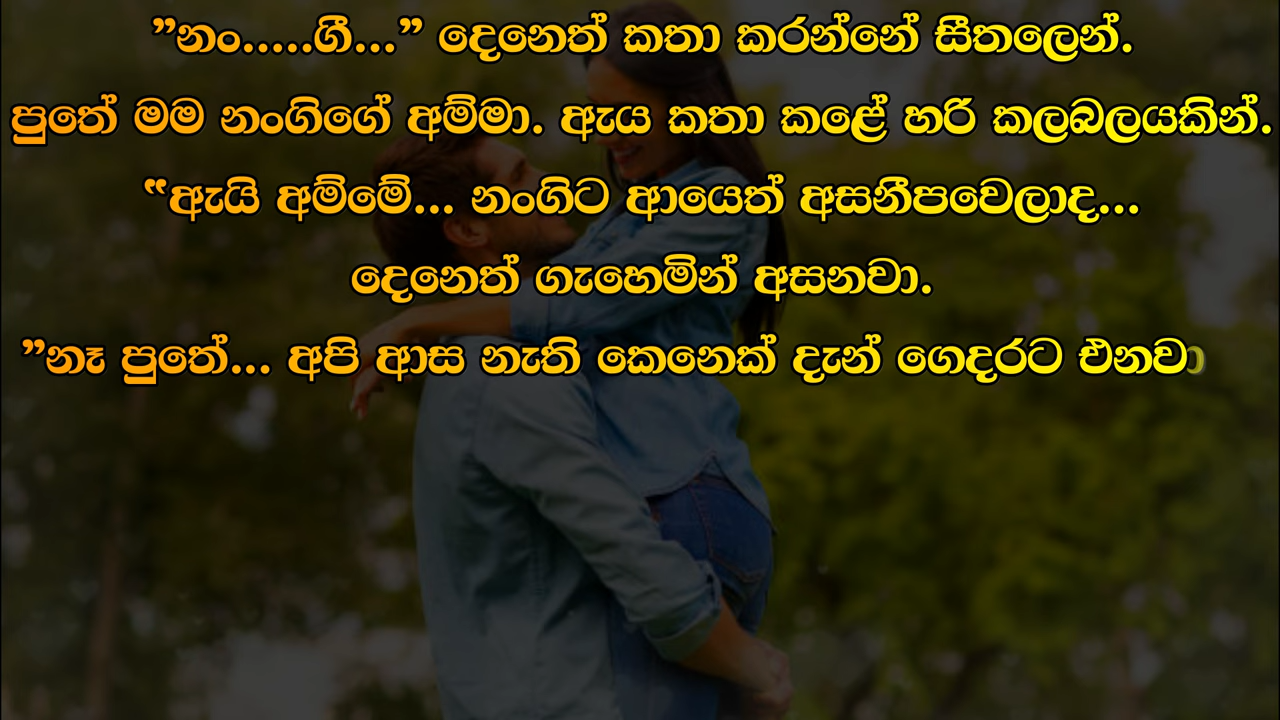 ”නං.....ගී...” දෙනෙත් කතා කරන්නේ සීතලෙන්.
පුතේ මම නංගිගේ අම්මා. ඇය කතා කළේ හරි කලබලයකින්.
“ඇයි අම්මේ... නංගිට ආයෙත් අසනීපවෙලාද...
දෙනෙත් ගැහෙමින් අසනවා.
”නෑ පුතේ... අපි ආස නැති කෙනෙක් දැන් ගෙදරට එනවා